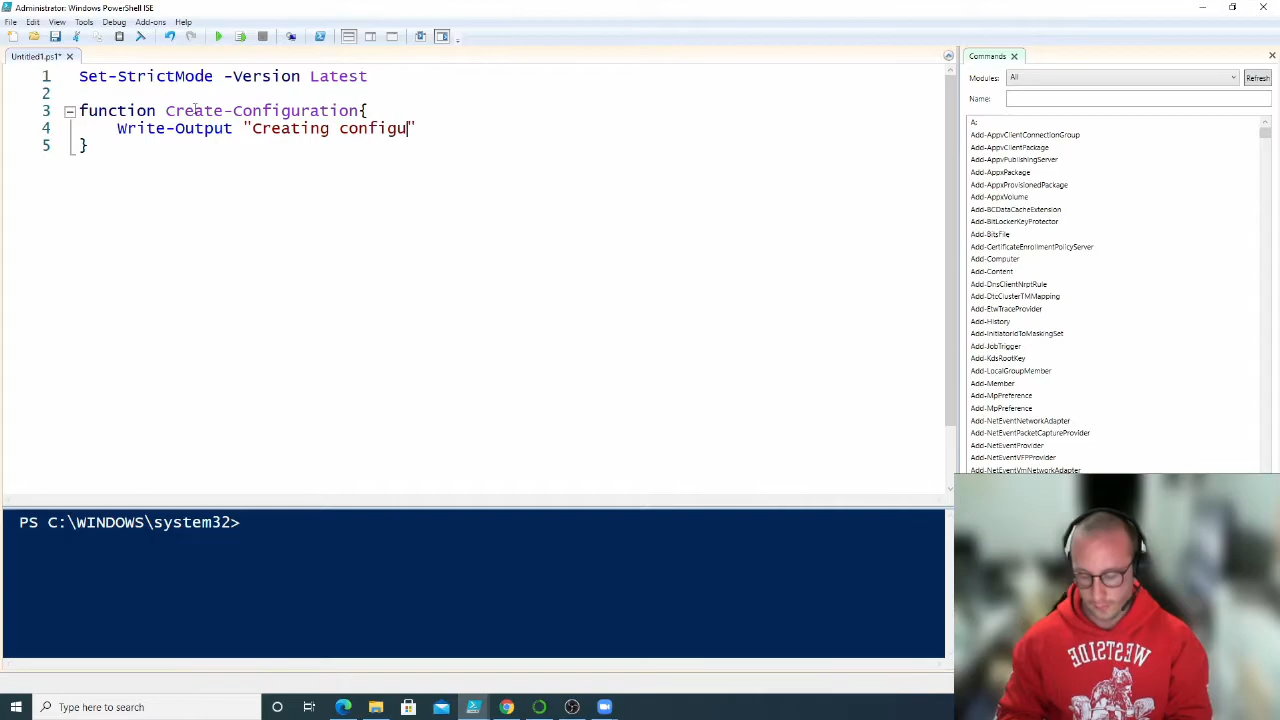 Administrator: Windows PowerShell ISE
File Edit View Tools Debug Add-ons Help
Untitled1.ps1*
1 Set-StrictMode -Version Latest
2
3 function Create-Configuration{
4 Write-Output "Creating configu"
5 }
PS C:\WINDOWS\system32>
Commands
Modules: All Refresh
Name:
A:
Add-AppvClientConnectionGroup
Add-AppvClientPackage
Add-AppvPublishingServer
Add-AppxPackage
Add-AppxProvisionedPackage
Add-AppxVolume
Add-BCDataCacheExtension
Add-BitLockerKeyProtector
Add-BitsFile
Add-CertificateEnrollmentPolicyServer
Add-Computer
Add-Content
Add-DnsClientNrptRule
Add-DtcClusterTMMapping
Add-EtwTraceProvider
Add-History
Add-InitiatorIdToMaskingSet
Add-JobTrigger
Add-KdsRootKey
Add-LocalGroupMember
Add-Member
Add-MpPreference
Add-MpPreference
Add-NetEventNetworkAdapter
Add-NetEventPacketCaptureProvider
Add-NetEventProvider
Add-NetEventVFPProvider
Add-NetEventVmNetworkAdapter
WESTSIDE
Type here to search